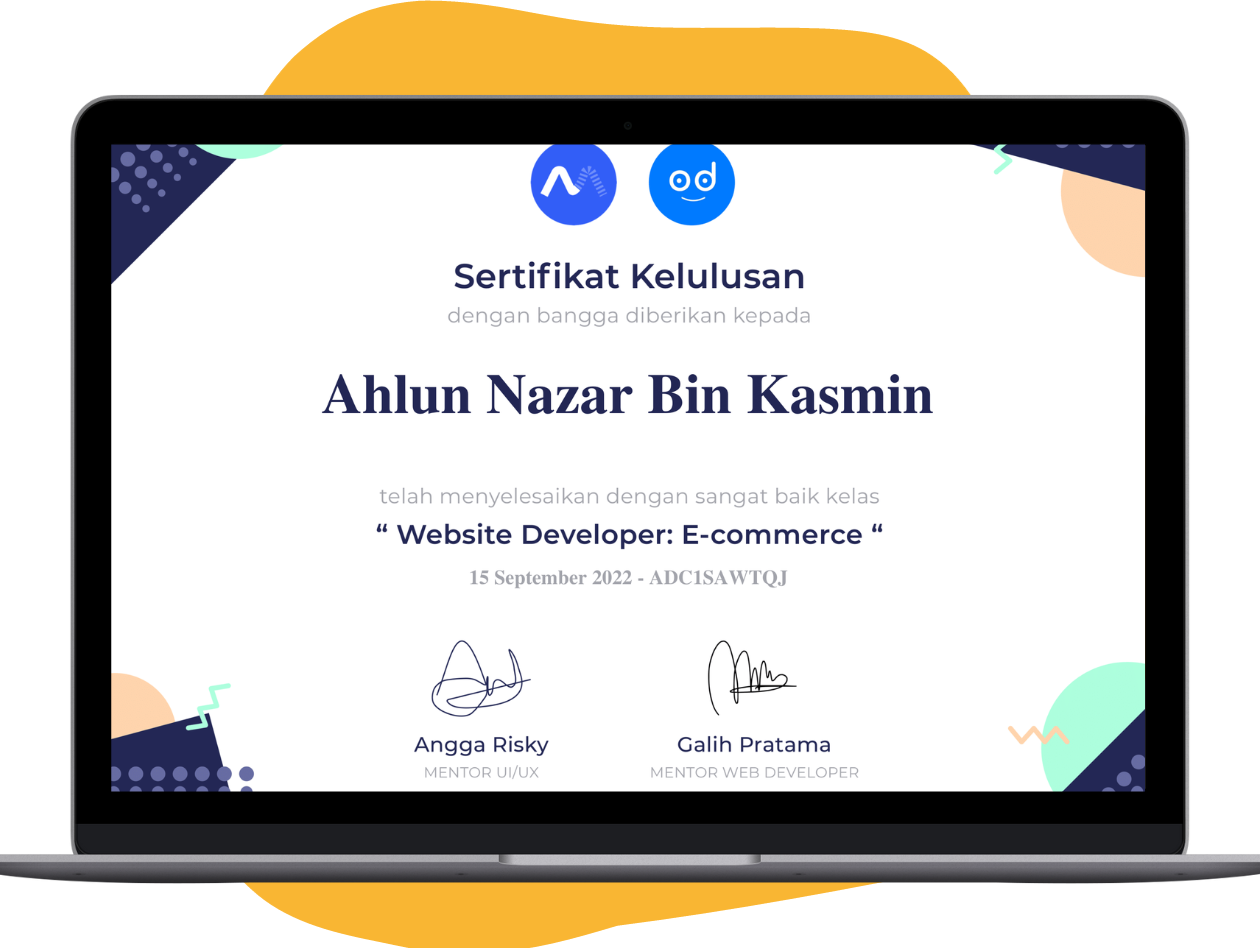 od
Sertifikat Kelulusan
dengan bangga diberikan kepada
Ahlun Nazar Bin Kasmin
telah menyelesaikan dengan sangat baik kelas
“ Website Developer: E-commerce “
15 September 2022 - ADC1SAWTQJ
Angga Risky
MENTOR UI/UX
Galih Pratama
MENTOR WEB DEVELOPER